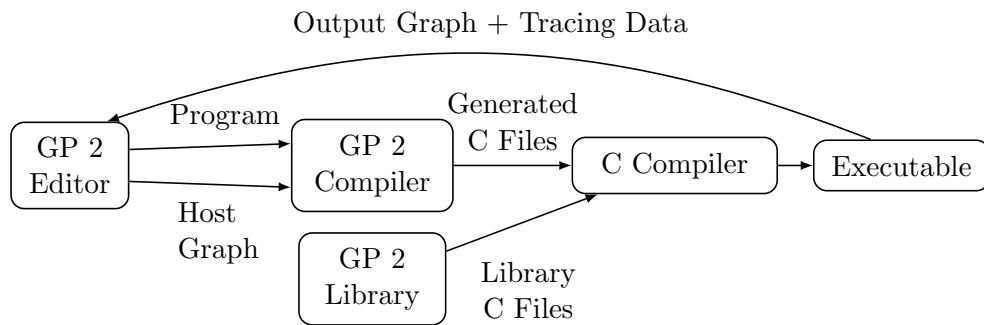 Output Graph + Tracing Data
Program
Generated
C Files
GP 2
Editor
GP 2
Compiler
C Compiler
Executable
Host
Graph
GP 2
Library
Library
C Files